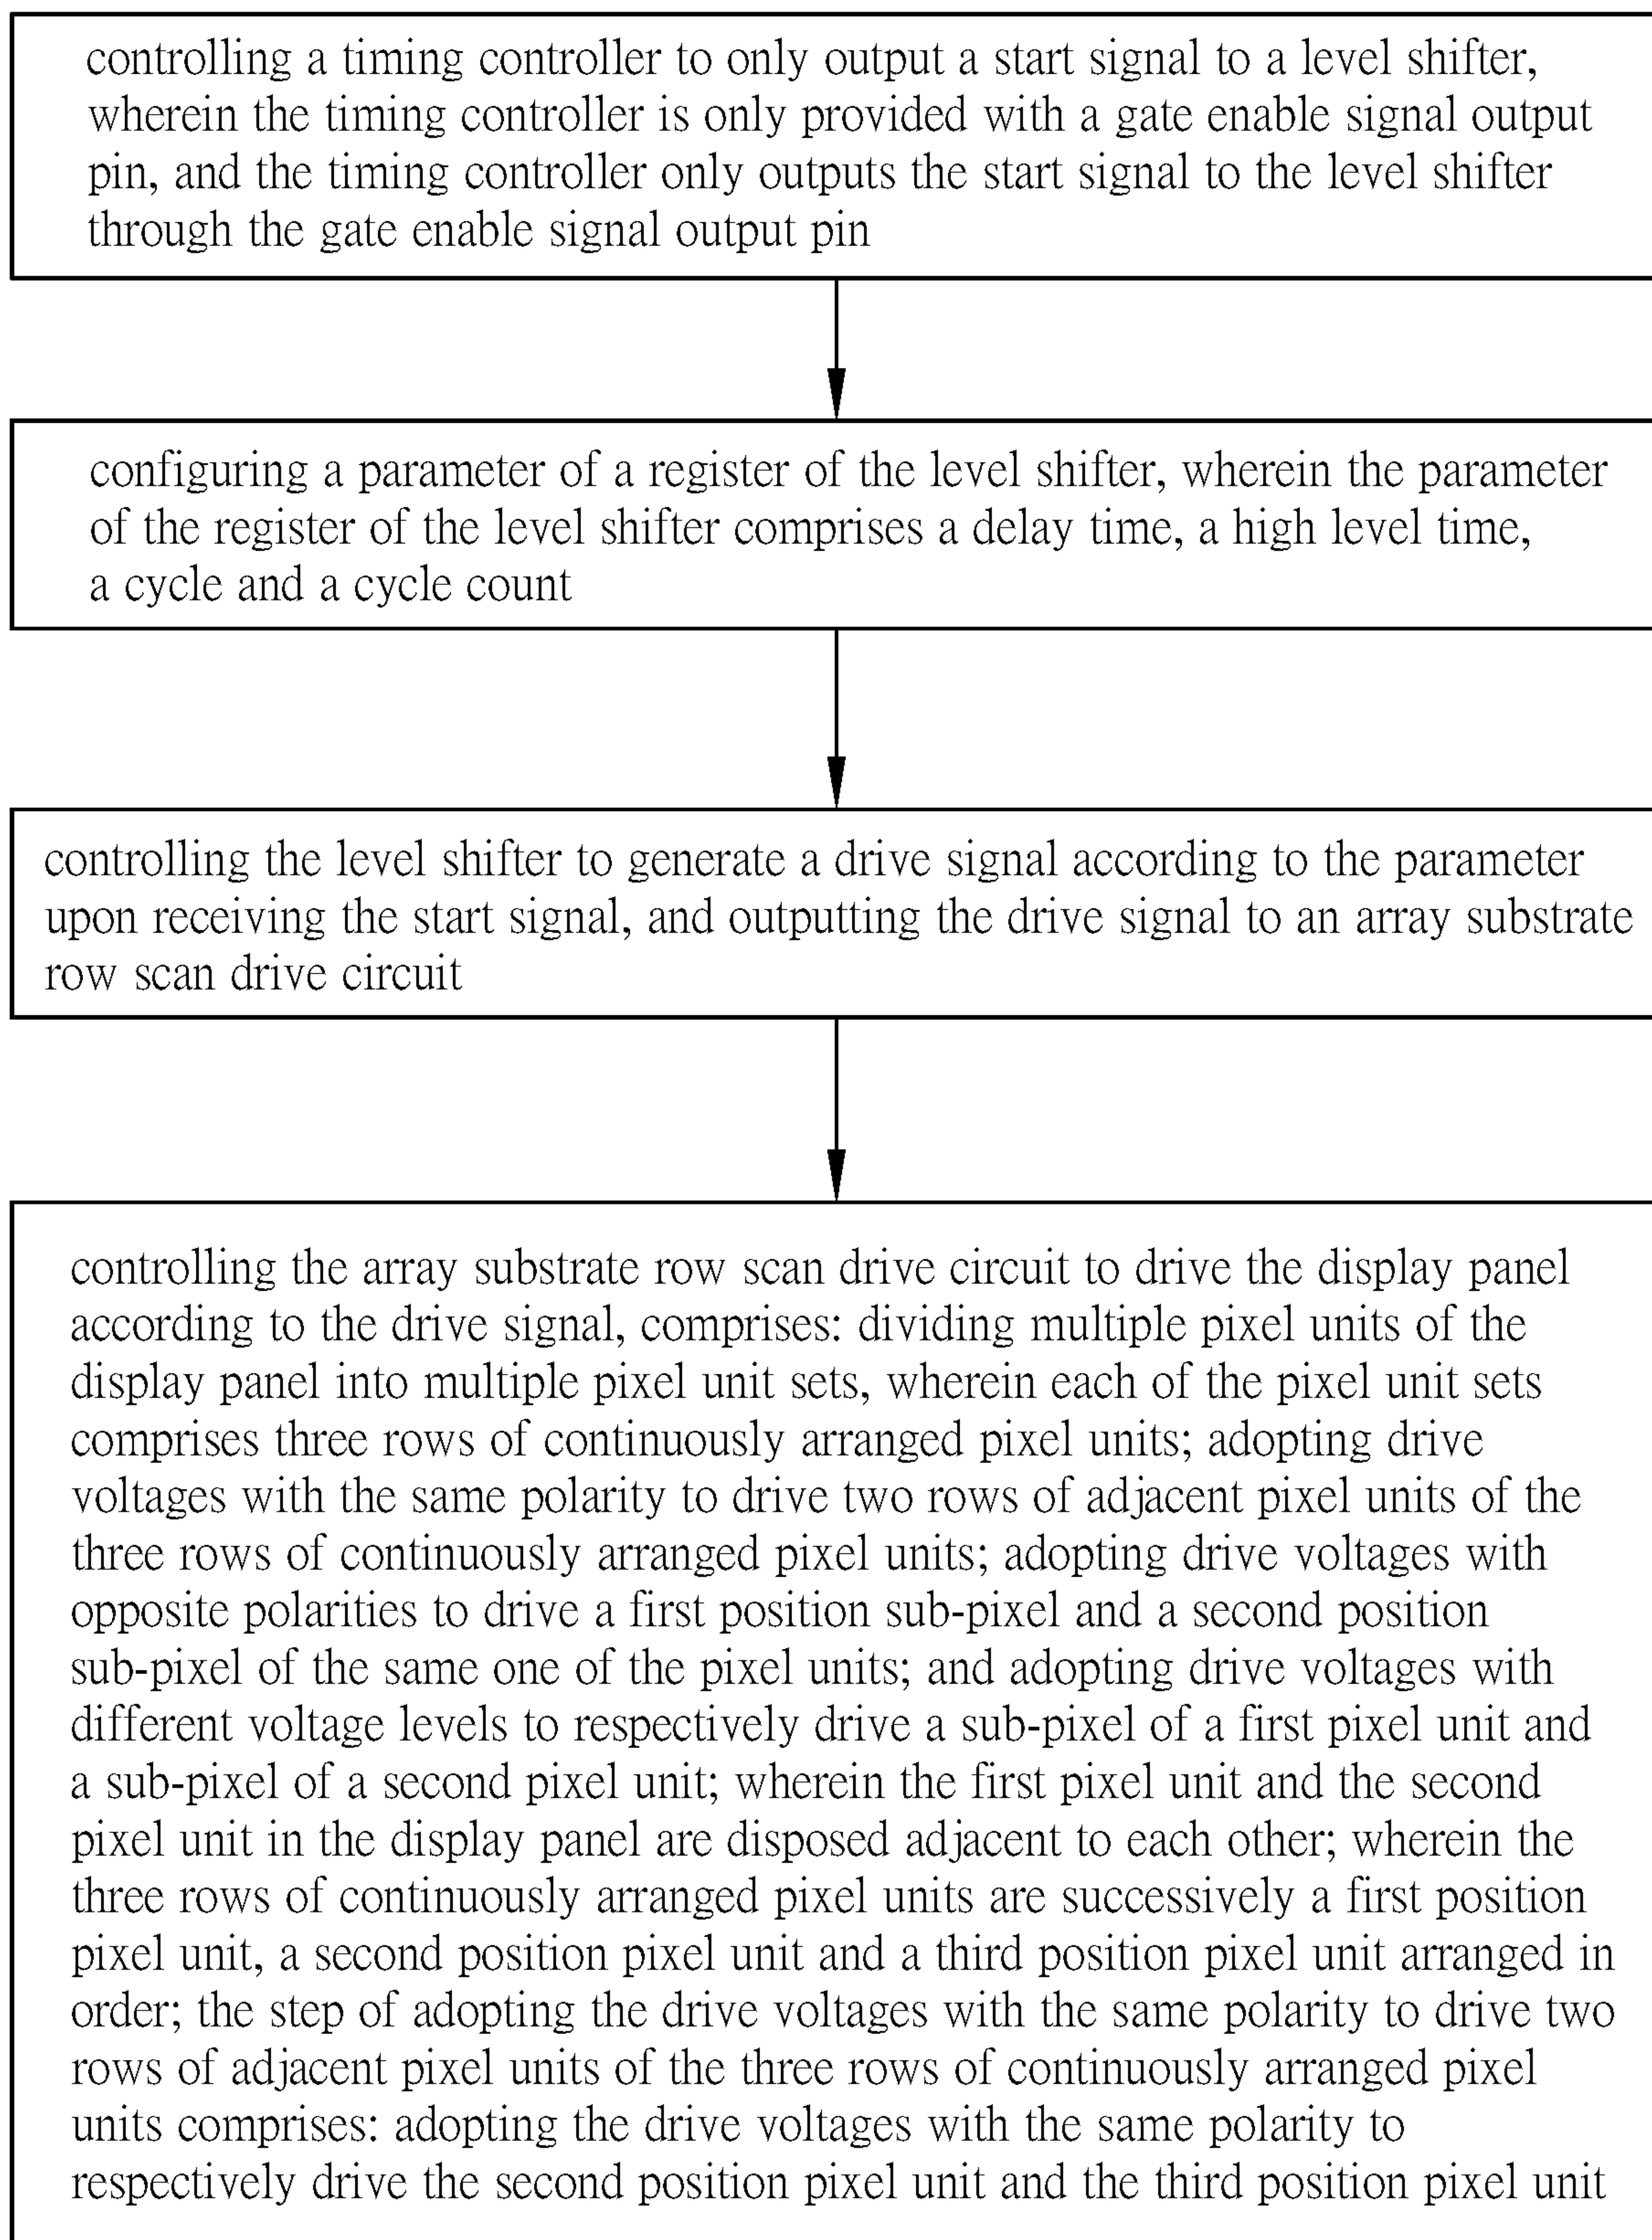 controlling a timing controller to only output a start signal to a level shifter,
wherein the timing controller is only provided with a gate enable signal output
pin, and the timing controller only outputs the start signal to the level shifter
through the gate enable signal output pin
configuring a parameter of a register of the level shifter, wherein the parameter
of the register of the level shifter comprises a delay time, a high level time,
a cycle and a cycle count
controlling the level shifter to generate a drive signal according to the parameter
upon receiving the start signal, and outputting the drive signal to an array substrate
row scan drive circuit
controlling the array substrate row scan drive circuit to drive the display panel
according to the drive signal, comprises: dividing multiple pixel units of the
display panel into multiple pixel unit sets, wherein each of the pixel unit sets
comprises three rows of continuously arranged pixel units; adopting drive
voltages with the same polarity to drive two rows of adjacent pixel units of the
three rows of continuously arranged pixel units; adopting drive voltages with
opposite polarities to drive a first position sub-pixel and a second position
sub-pixel of the same one of the pixel units; and adopting drive voltages with
different voltage levels to respectively drive a sub-pixel of a first pixel unit and
a sub-pixel of a second pixel unit; wherein the first pixel unit and the second
pixel unit in the display panel are disposed adjacent to each other; wherein the
three rows of continuously arranged pixel units are successively a first position
pixel unit, a second position pixel unit and a third position pixel unit arranged in
order; the step of adopting the drive voltages with the same polarity to drive two
rows of adjacent pixel units of the three rows of continuously arranged pixel
units comprises: adopting the drive voltages with the same polarity to
respectively drive the second position pixel unit and the third position pixel unit